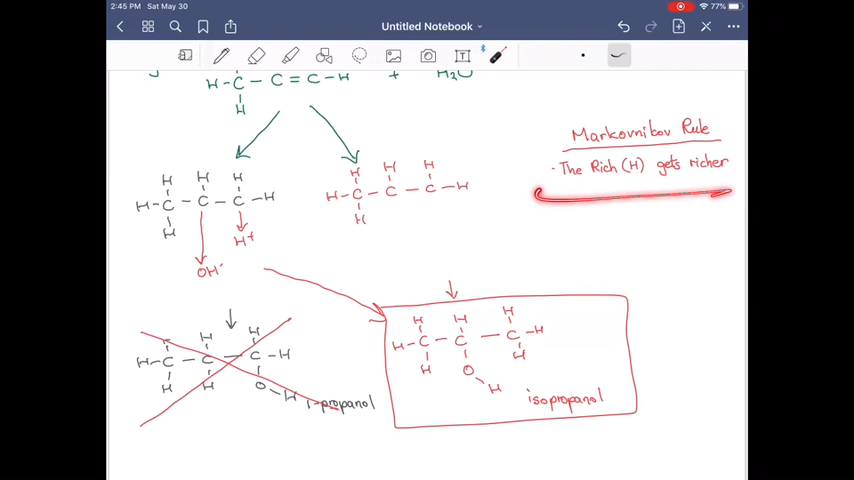 2:45 PM Sat May 30
77%
Untitled Notebook
T
H-C-C=C-H + H₂O
H
Markovnibov Rule
· The Rich (H) gets richer
H H H
H-C-C-C-H
H
H H H
H-C-C-C-H
H
H+
OH-
H H H
H-C-C-C-H
H H O-H
1-propanol
H H H
H-C-C-C-H
H O H
H
isopropanol